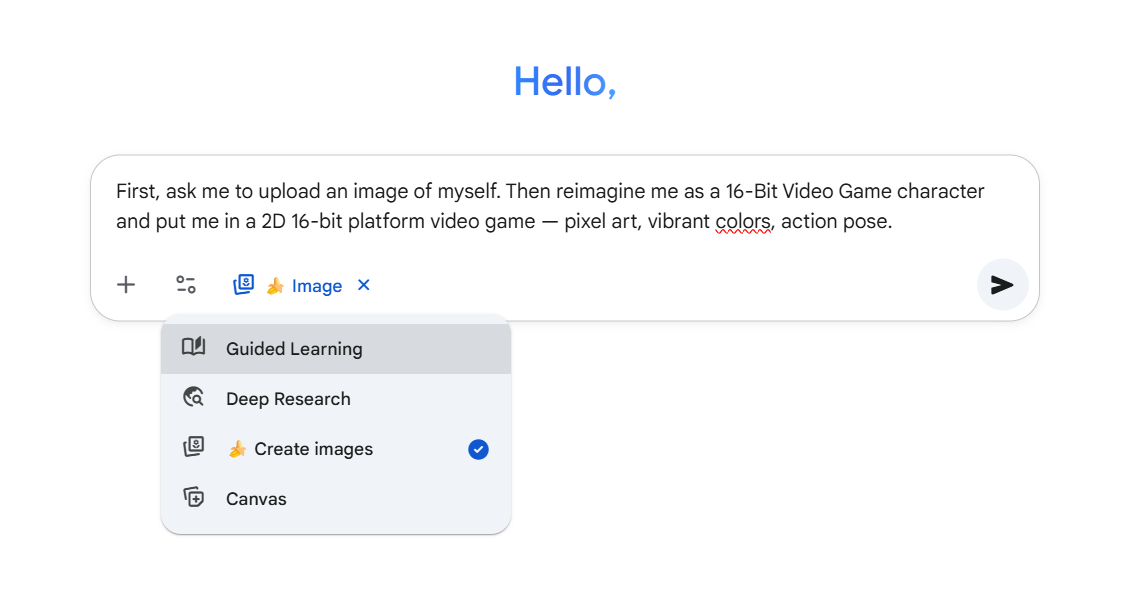 Hello,
First, ask me to upload an image of myself. Then reimagine me as a 16-Bit Video Game character
and put me in a 2D 16-bit platform video game — pixel art, vibrant colors, action pose.
🍌 Image
Guided Learning
Deep Research
🍌 Create images
Canvas